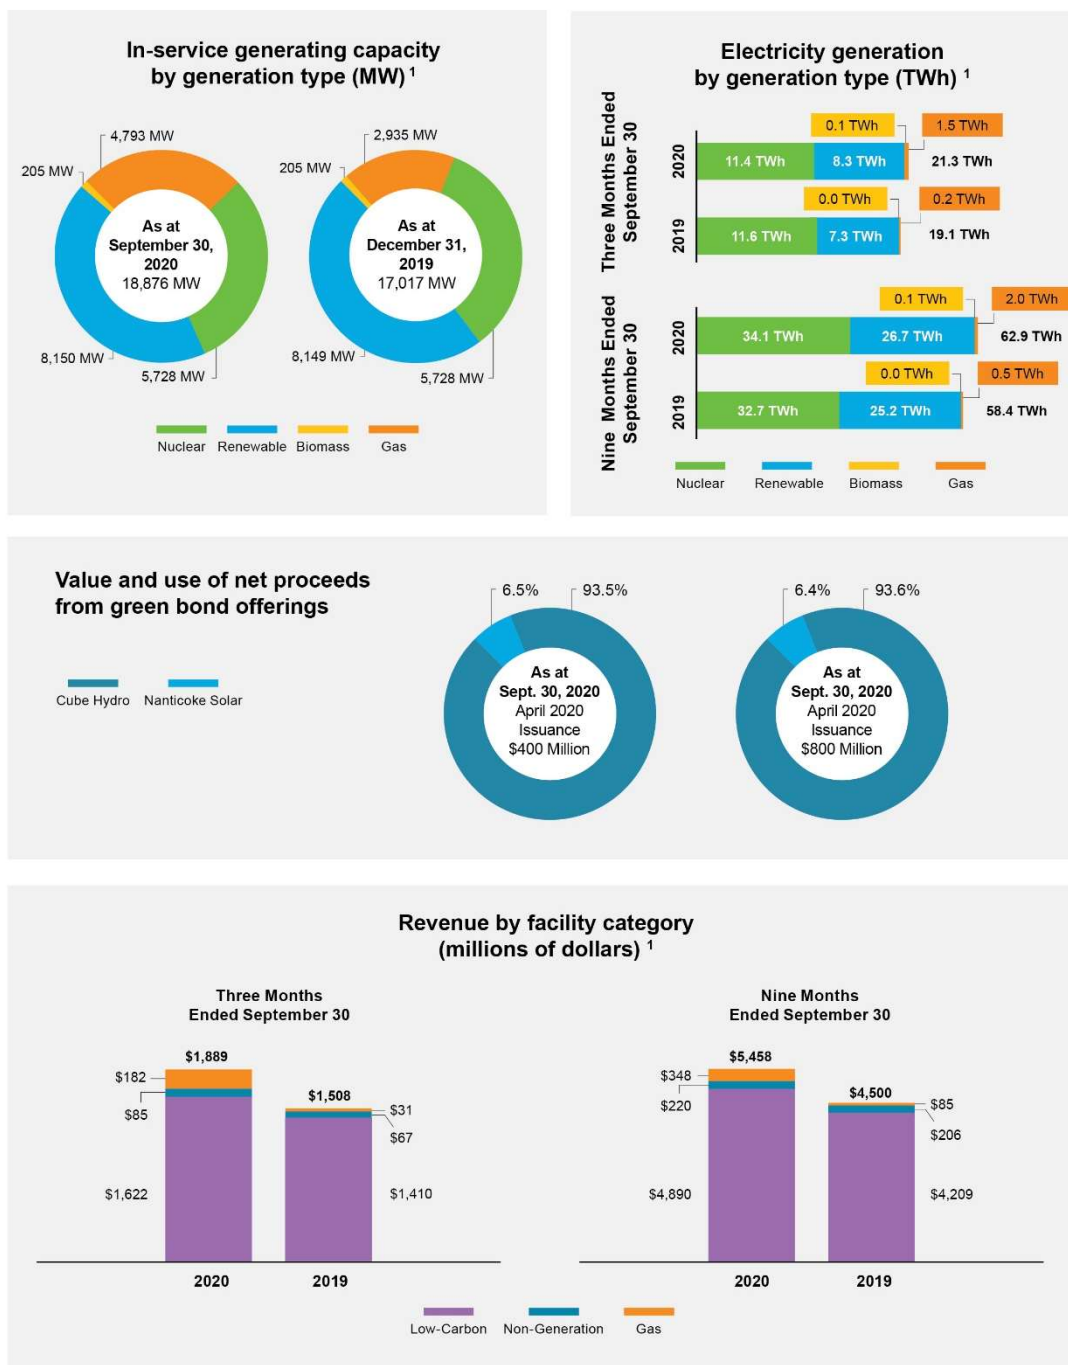 In-service generating capacity
by generation type (MW) 1
4,793 MW
205 MW
As at
September 30,
2020
18,876 MW
8,150 MW
5,728 MW
2,935 MW
205 MW
As at
December 31,
2019
17,017 MW
8,149 MW
5,728 MW
Nuclear Renewable Biomass Gas
Electricity generation
by generation type (TWh) 1
Three Months Ended
September 30
2020
0.1 TWh 1.5 TWh
11.4 TWh 8.3 TWh 21.3 TWh
2019
0.0 TWh 0.2 TWh
11.6 TWh 7.3 TWh 19.1 TWh
Nine Months Ended
September 30
2020
0.1 TWh 2.0 TWh
34.1 TWh 26.7 TWh 62.9 TWh
2019
0.0 TWh 0.5 TWh
32.7 TWh 25.2 TWh 58.4 TWh
Nuclear Renewable Biomass Gas
Value and use of net proceeds
from green bond offerings
Cube Hydro Nanticoke Solar
6.5% 93.5%
As at
Sept. 30, 2020
April 2020
Issuance
$400 Million
6.4% 93.6%
As at
Sept. 30, 2020
April 2020
Issuance
$800 Million
Revenue by facility category
(millions of dollars) 1
Three Months
Ended September 30
$1,889
$182
$85
$1,622
$1,508
$31
$67
$1,410
2020 2019
Nine Months
Ended September 30
$5,458
$348
$220
$4,890
$4,500
$85
$206
$4,209
2020 2019
Low-Carbon Non-Generation Gas